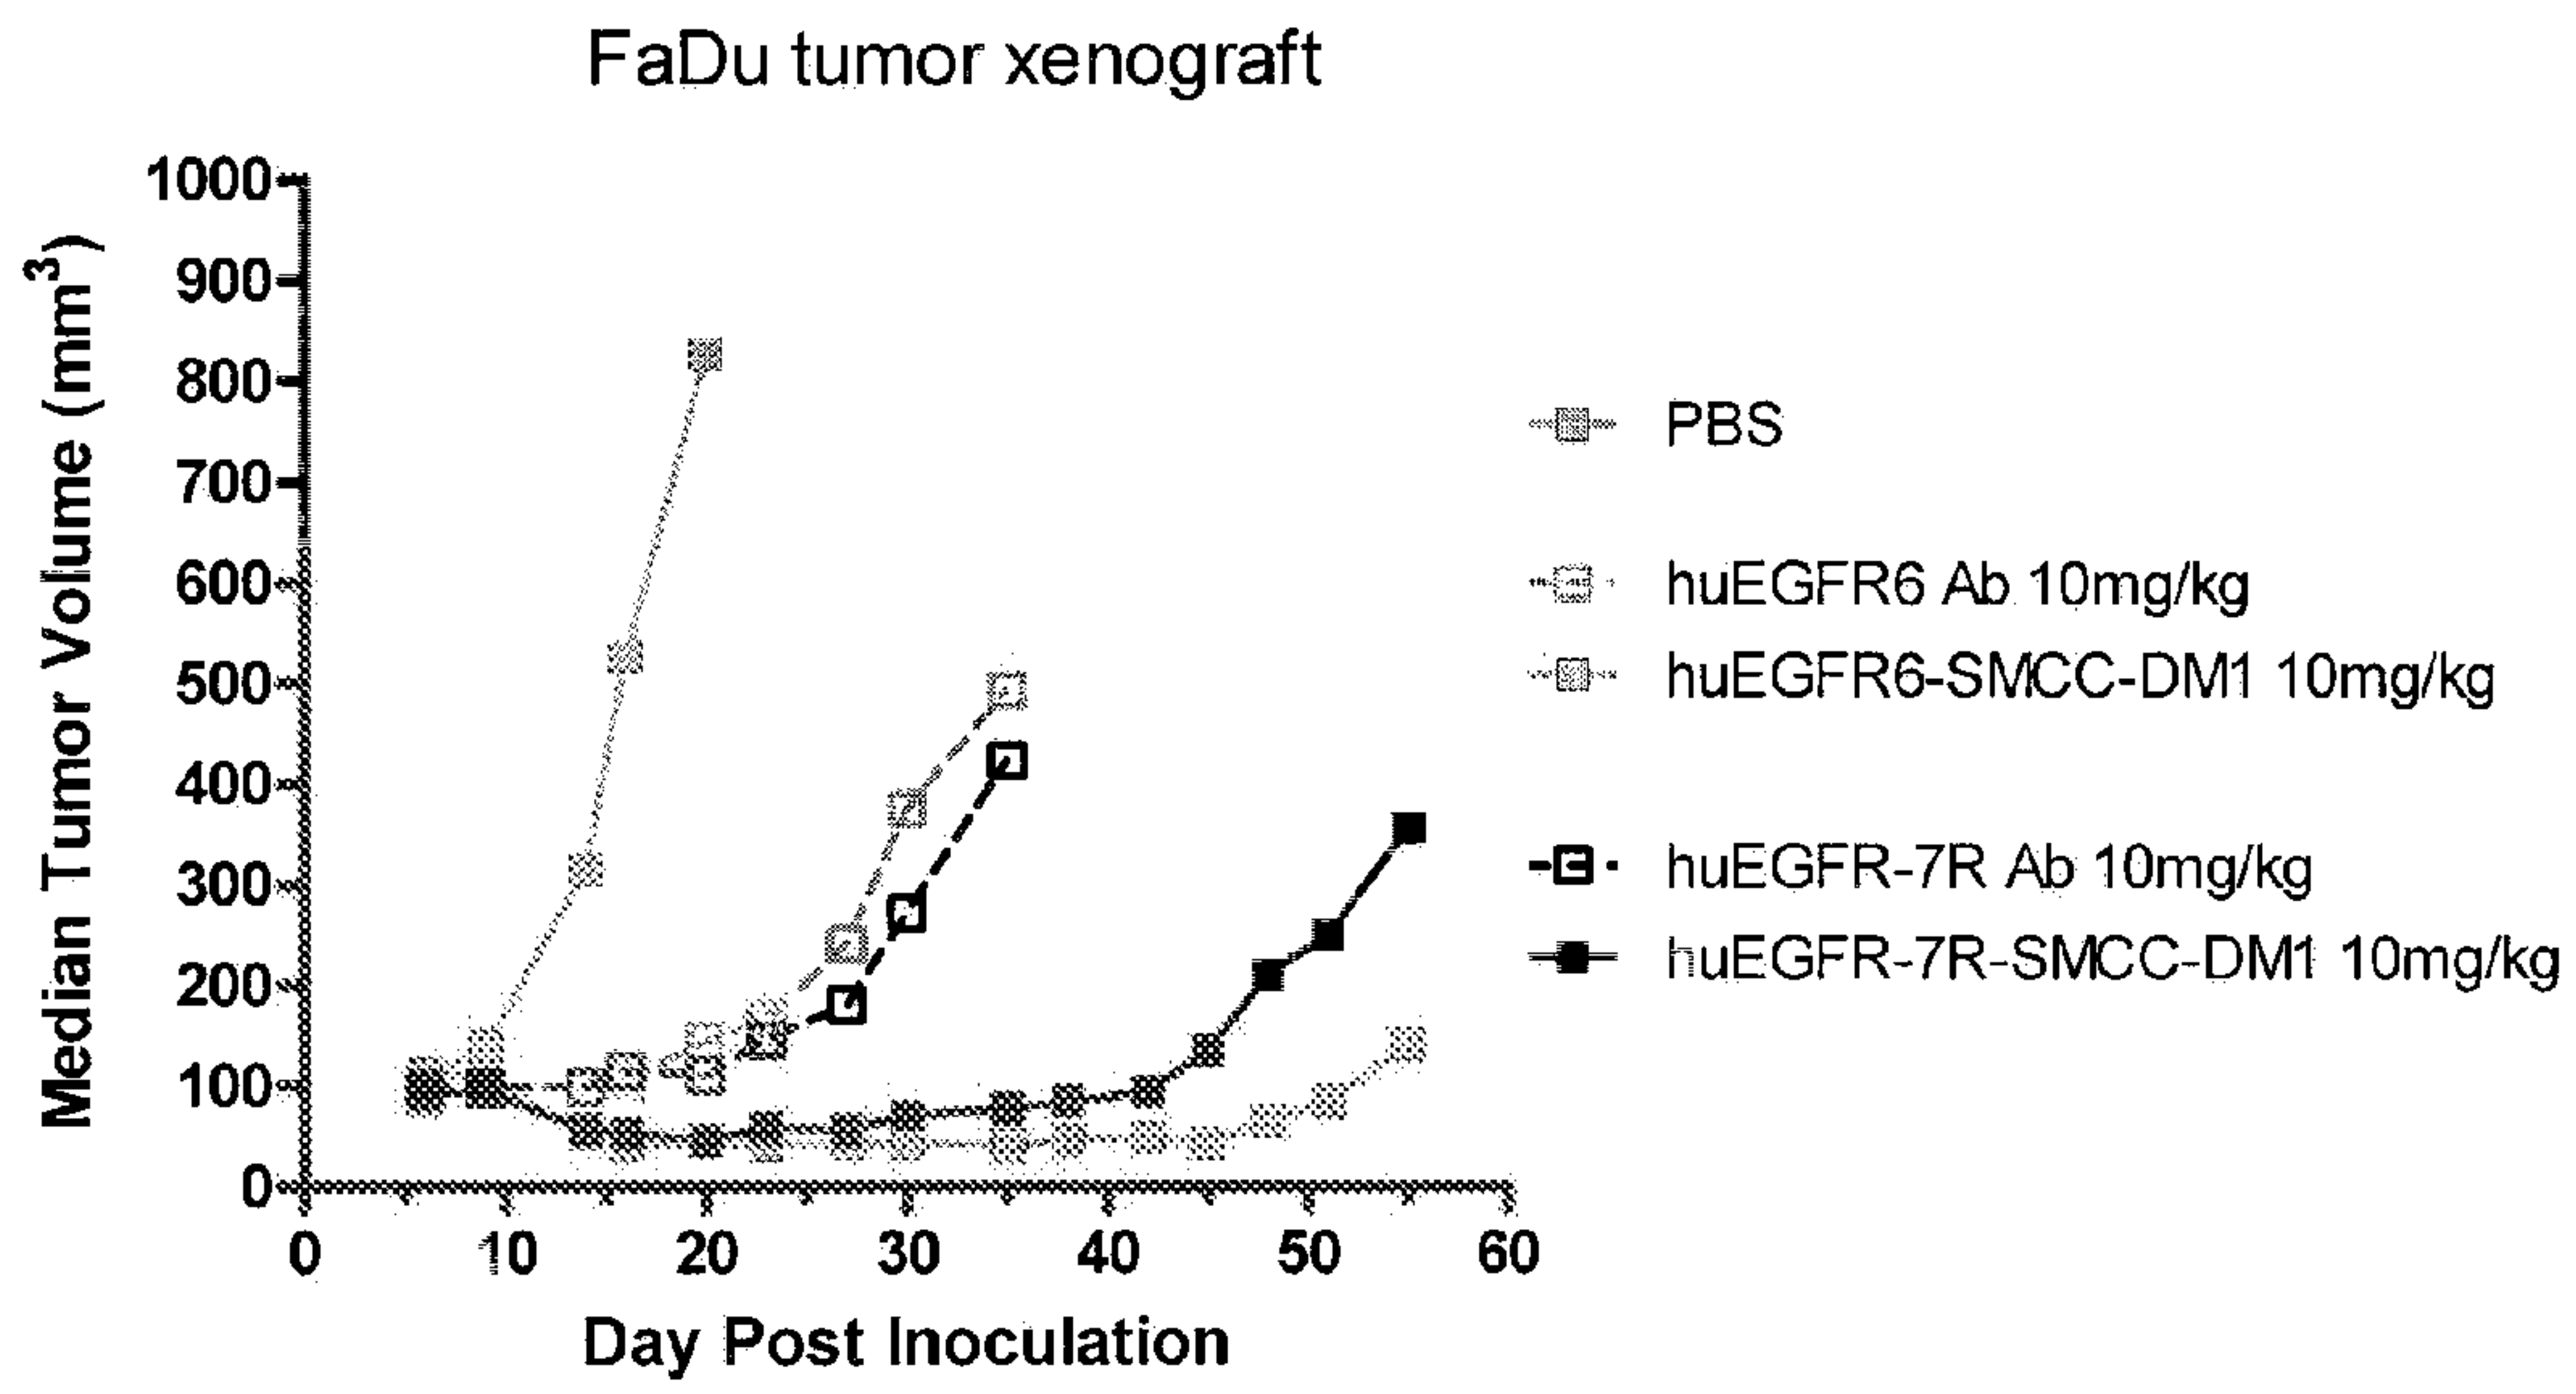 FaDu tumor xenograft
Median Tumor Volume (mm³)
1000
900
800
700
600
500
400
300
200
100
0
0 10 20 30 40 50 60
Day Post Inoculation
PBS
huEGFR6 Ab 10mg/kg
huEGFR6-SMCC-DM1 10mg/kg
huEGFR-7R Ab 10mg/kg
huEGFR-7R-SMCC-DM1 10mg/kg